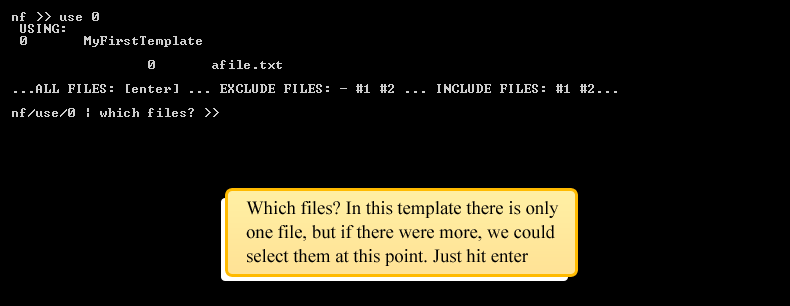 nf >> use 0
USING:
0 MyFirstTemplate
0 afile.txt
...ALL FILES: [enter] ... EXCLUDE FILES: - #1 #2 ... INCLUDE FILES: #1 #2...
nf/use/0 ¦ which files? >>
Which files? In this template there is only
one file, but if there were more, we could
select them at this point. Just hit enter